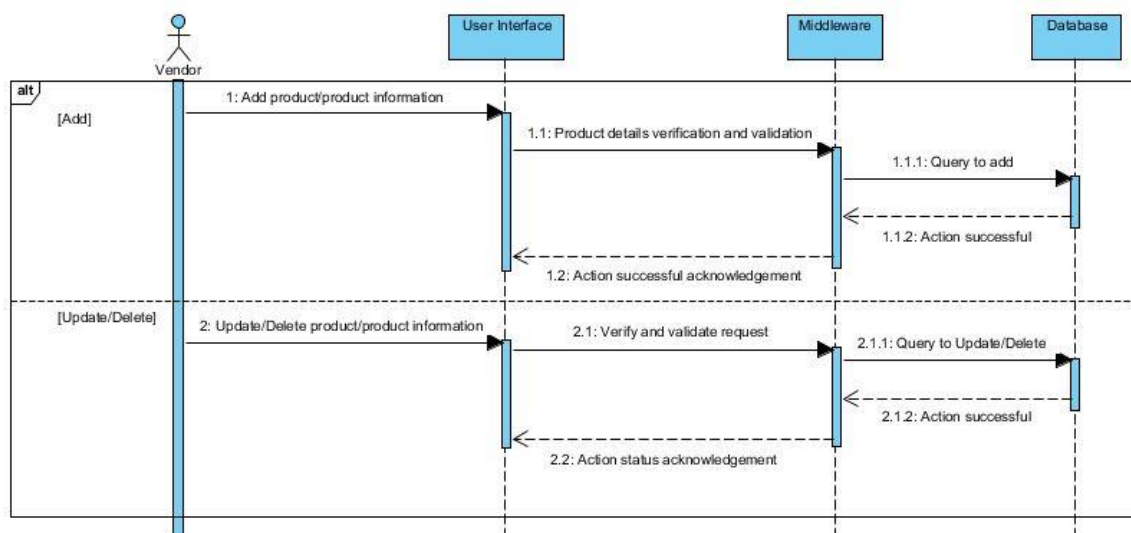 User Interface
Middleware
Database
Vendor
alt
[Add]
1: Add product/product information
1.1: Product details verification and validation
1.1.1: Query to add
1.1.2: Action successful
1.2: Action successful acknowledgement
[Update/Delete]
2: Update/Delete product/product information
2.1: Verify and validate request
2.1.1: Query to Update/Delete
2.1.2: Action successful
2.2: Action status acknowledgement